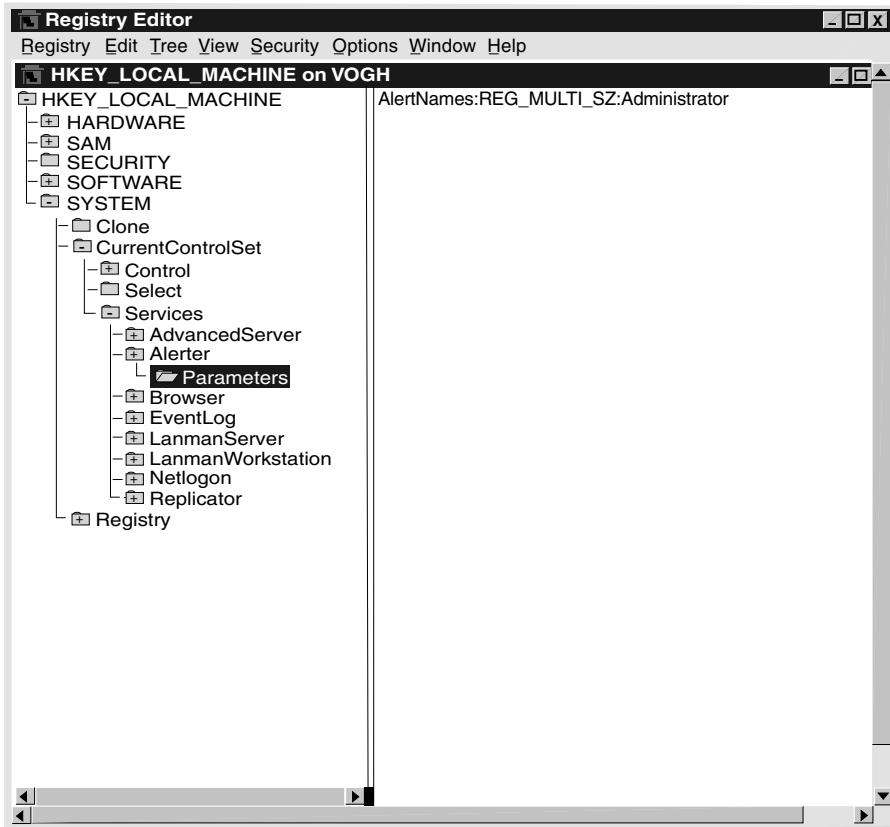 Registry Editor
Registry Edit Tree View Security Options Window Help
HKEY_LOCAL_MACHINE on VOGH
HKEY_LOCAL_MACHINE
HARDWARE
SAM
SECURITY
SOFTWARE
SYSTEM
Clone
CurrentControlSet
Control
Select
Services
AdvancedServer
Alerter
Parameters
Browser
EventLog
LanmanServer
LanmanWorkstation
Netlogon
Replicator
Registry
AlertNames:REG_MULTI_SZ:Administrator